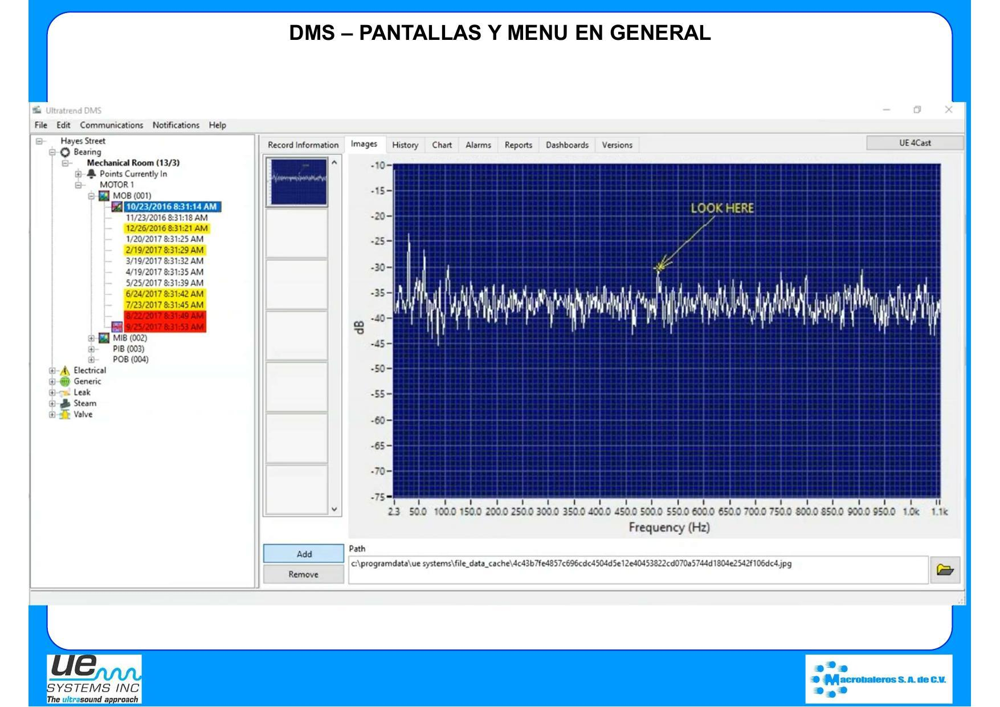 DMS – PANTALLAS Y MENU EN GENERAL
Ultratrend DMS
File Edit Communications Notifications Help
Hayes Street
Bearing
Mechanical Room (13/3)
Points Currently In
MOTOR 1
MOB (001)
10/23/2016 8:31:14 AM
11/23/2016 8:31:18 AM
12/26/2016 8:31:21 AM
1/20/2017 8:31:25 AM
2/19/2017 8:31:29 AM
3/19/2017 8:31:32 AM
4/19/2017 8:31:35 AM
5/25/2017 8:31:39 AM
6/24/2017 8:31:42 AM
7/23/2017 8:31:45 AM
8/22/2017 8:31:49 AM
9/25/2017 8:31:53 AM
MIB (002)
PIB (003)
POB (004)
Electrical
Generic
Leak
Steam
Valve
Record Information Images History Chart Alarms Reports Dashboards Versions UE 4Cast
-10
-15
LOOK HERE
-20
-25
-30
-35
-40
dB
-45
-50
-55
-60
-65
-70
-75
2.3 50.0 100.0 150.0 200.0 250.0 300.0 350.0 400.0 450.0 500.0 550.0 600.0 650.0 700.0 750.0 800.0 850.0 900.0 950.0 1.0k 1.1k
Frequency (Hz)
Add
Remove
Path
c:\programdata\ue systems\file_data_cache\4c43b7fe4857c696cdc4504d5e12e40453822cd070a5744d1804e2542f106dc4.jpg
ue
SYSTEMS INC
The ultrasound approach
Macrobaleros S. A. de C.V.